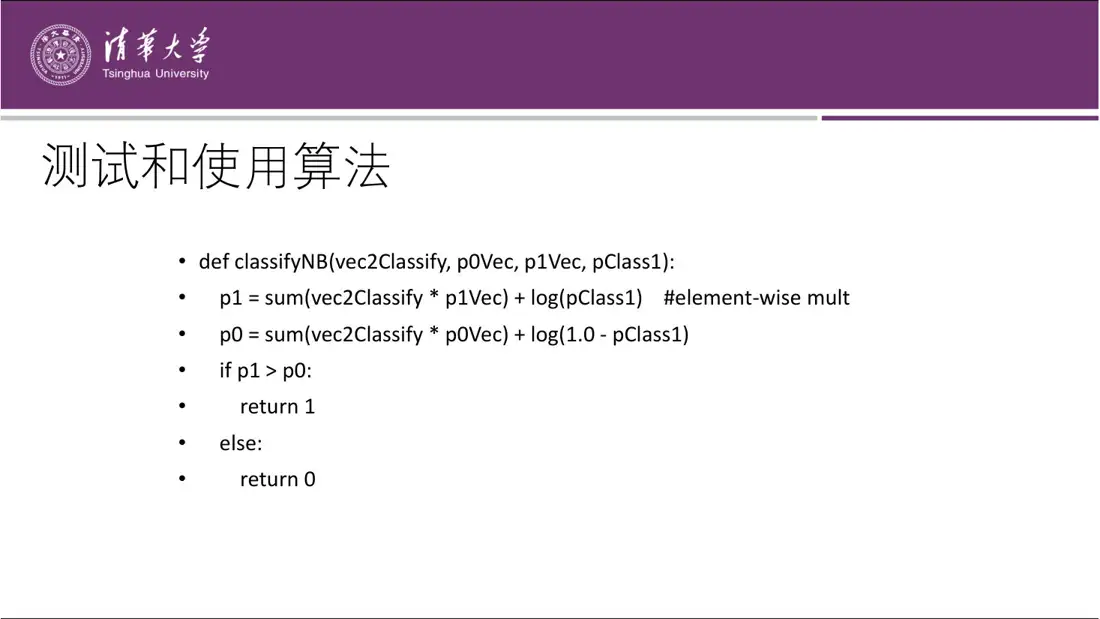 清华大学
Tsinghua University
测试和使用算法
• def classifyNB(vec2Classify, p0Vec, p1Vec, pClass1):
• p1 = sum(vec2Classify * p1Vec) + log(pClass1) #element-wise mult
• p0 = sum(vec2Classify * p0Vec) + log(1.0 - pClass1)
• if p1 > p0:
• return 1
• else:
• return 0